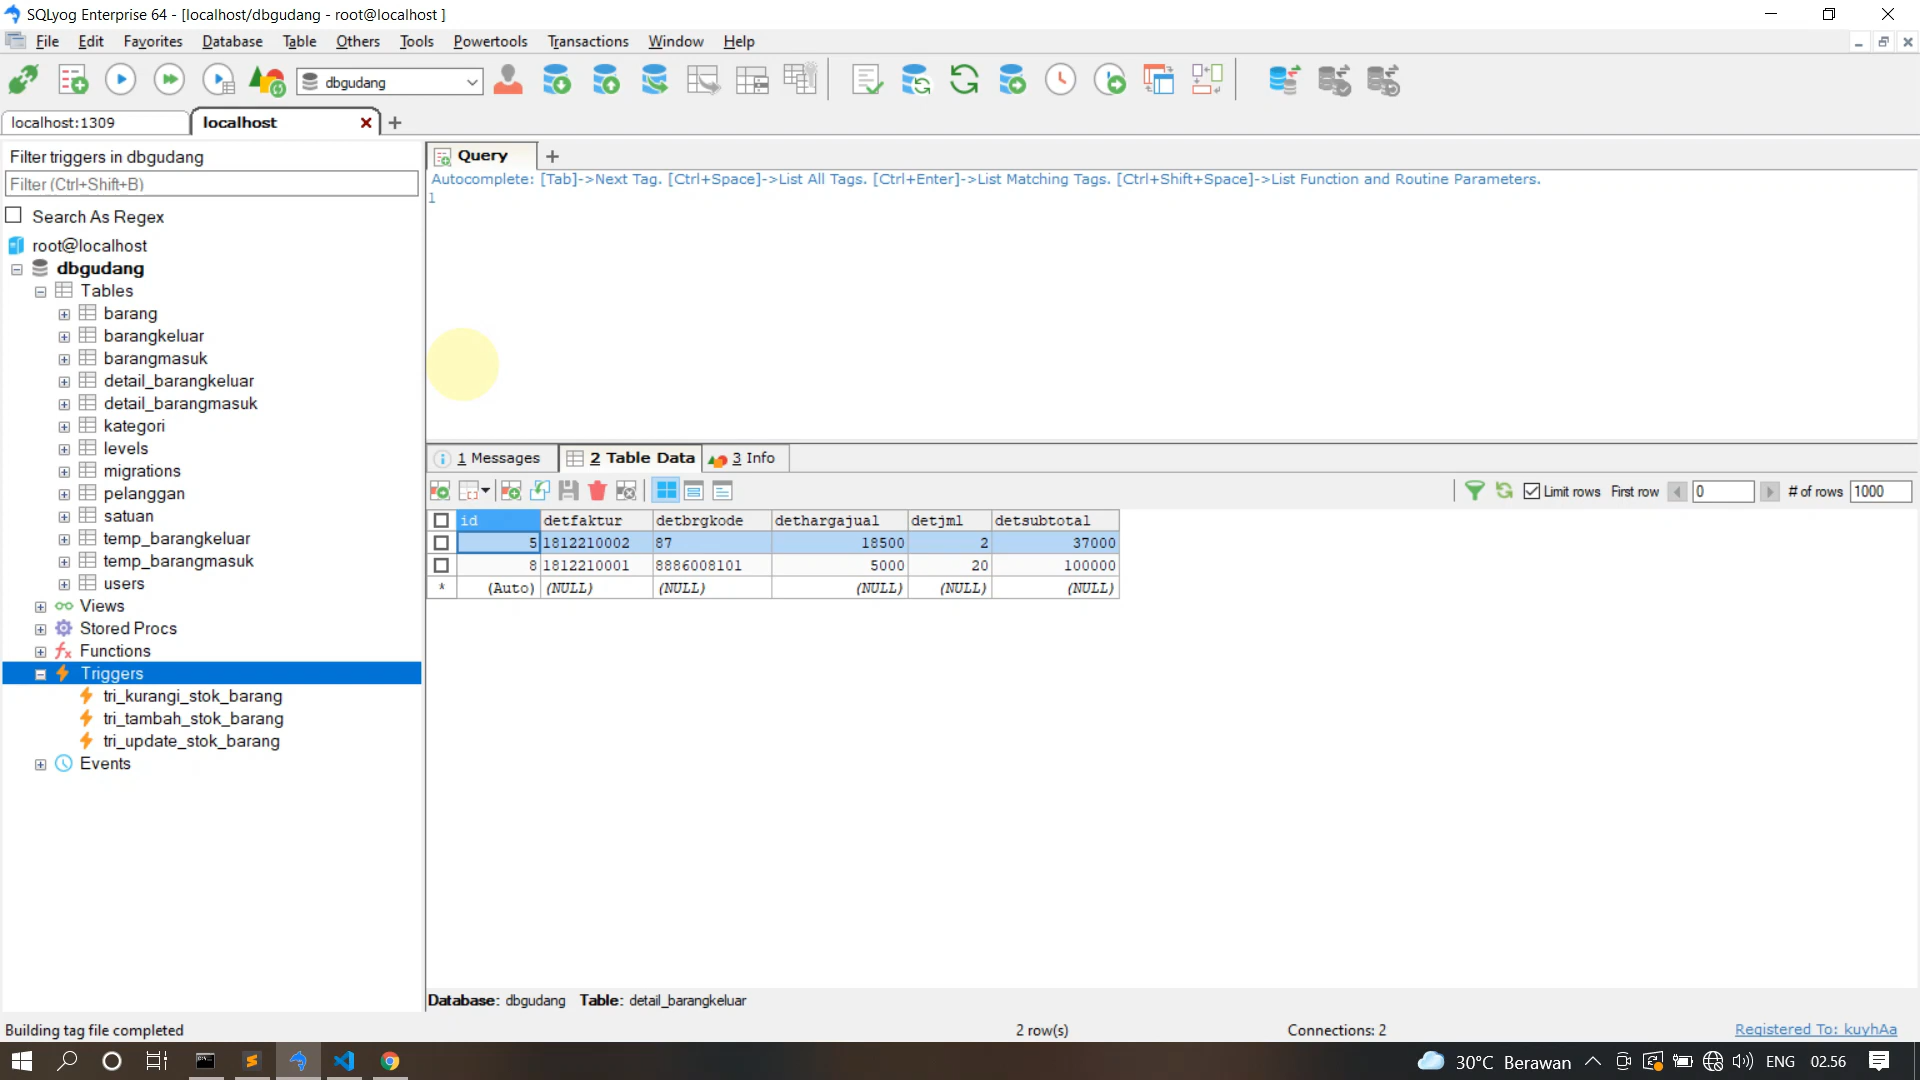 SQLyog Enterprise 64 - [localhost/dbgudang - root@localhost ]
File Edit Favorites Database Table Others Tools Powertools Transactions Window Help
dbgudang
localhost:1309 localhost
Filter triggers in dbgudang
Filter (Ctrl+Shift+B)
Search As Regex
root@localhost
dbgudang
Tables
barang
barangkeluar
barangmasuk
detail_barangkeluar
detail_barangmasuk
kategori
levels
migrations
pelanggan
satuan
temp_barangkeluar
temp_barangmasuk
users
Views
Stored Procs
Functions
Triggers
tri_kurangi_stok_barang
tri_tambah_stok_barang
tri_update_stok_barang
Events
Query
Autocomplete: [Tab]->Next Tag. [Ctrl+Space]->List All Tags. [Ctrl+Enter]->List Matching Tags. [Ctrl+Shift+Space]->List Function and Routine Parameters.
1
1 Messages 2 Table Data 3 Info
Limit rows First row 0 # of rows 1000
id detfaktur detbrgkode dethargajual detjml detsubtotal
5 1812210002 87 18500 2 37000
8 1812210001 8886008101 5000 20 100000
* (Auto) (NULL) (NULL) (NULL) (NULL) (NULL)
Database: dbgudang Table: detail_barangkeluar
Building tag file completed 2 row(s) Connections: 2 Registered To: kuyhAa
30°C Berawan ENG 02.56